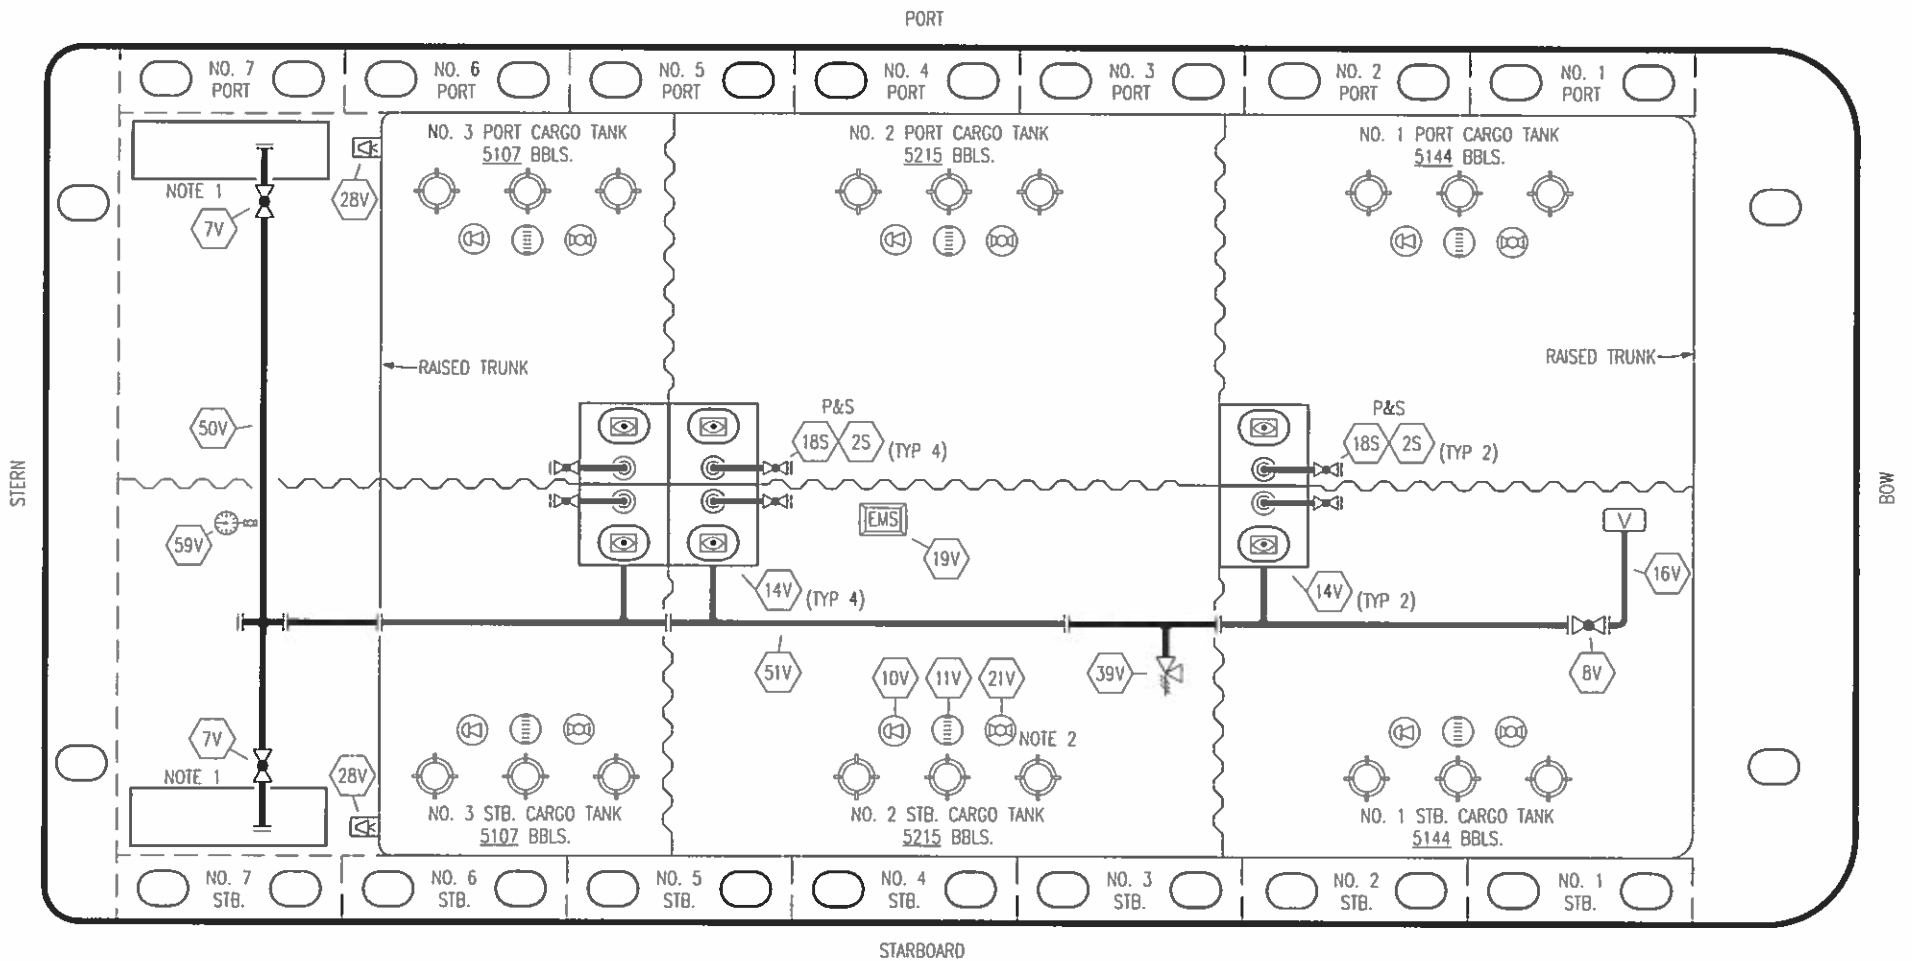 PORT
NO. 7
PORT
NO. 6
PORT
NO. 5
PORT
NO. 4
PORT
NO. 3
PORT
NO. 2
PORT
NO. 1
PORT
NO. 3 PORT CARGO TANK
5107 BBLS.
NO. 2 PORT CARGO TANK
5215 BBLS.
NO. 1 PORT CARGO TANK
5144 BBLS.
NOTE 1
7V
28V
RAISED TRUNK
RAISED TRUNK
50V
P&S
18S 2S (TYP 4)
P&S
18S 2S (TYP 2)
STERN
BOW
59V
EMS
19V
V
14V (TYP 4)
14V (TYP 2)
16V
51V
10V
11V
21V
39V
8V
NOTE 2
7V
NOTE 1
28V
NO. 3 STB. CARGO TANK
5107 BBLS.
NO. 2 STB. CARGO TANK
5215 BBLS.
NO. 1 STB. CARGO TANK
5144 BBLS.
NO. 7
STB.
NO. 6
STB.
NO. 5
STB.
NO. 4
STB.
NO. 3
STB.
NO. 2
STB.
NO. 1
STB.
STARBOARD